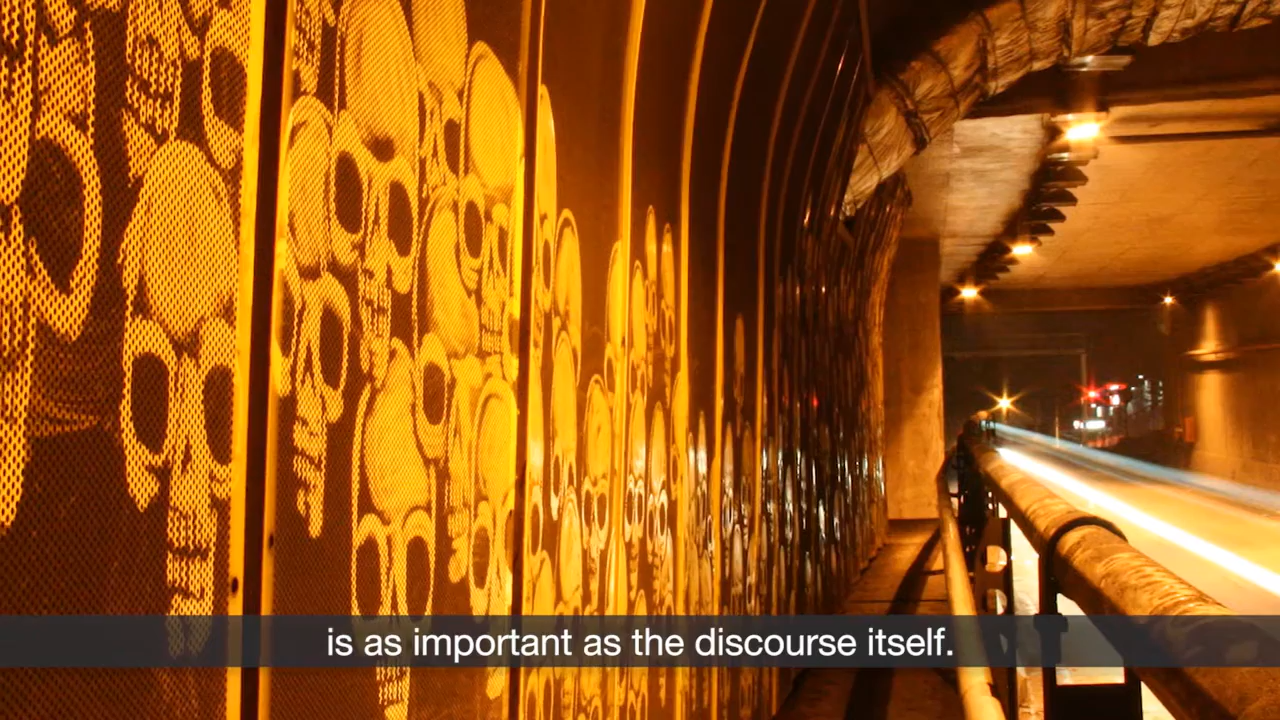 is as important as the discourse itself.